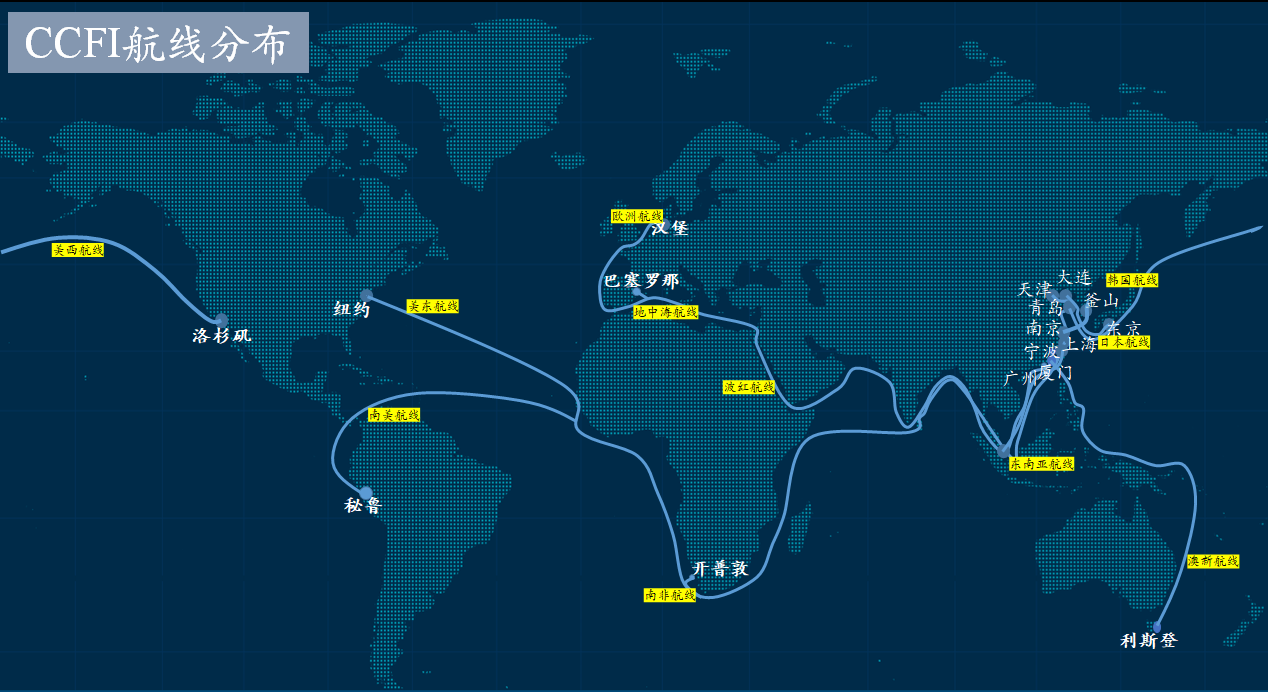 CCFI航线分布
欧洲航线
汉堡
美西航线
巴塞罗那
大连
韩国航线
天津
釜山
纽约
美东航线
地中海航线
青岛
洛杉矶
南京
东京
上海
日本航线
宁波
广州
厦门
波红航线
南美航线
东南亚航线
秘鲁
澳新航线
开普敦
南非航线
利斯登